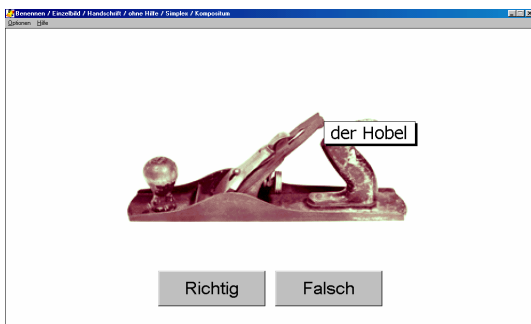 Benennen / Einzelbild / Handschrift / ohne Hilfe / Simplex / Kompositum
Optionen Hilfe
der Hobel
Richtig Falsch